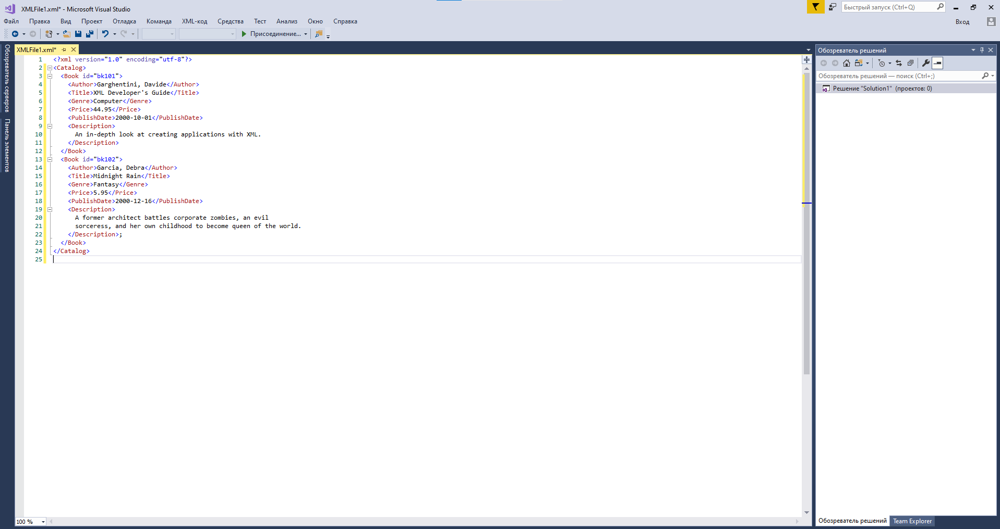 XMLFile1.xml* - Microsoft Visual Studio
Быстрый запуск (Ctrl+Q)
Файл Правка Вид Проект Отладка Команда XML-код Средства Тест Анализ Окно Справка
Вход
Присоединение...
Обозреватель серверов
Панель элементов
XMLFile1.xml*
1 <?xml version="1.0" encoding="utf-8"?>
2 <Catalog>
3 <Book id="bk101">
4 <Author>Garghentini, Davide</Author>
5 <Title>XML Developer's Guide</Title>
6 <Genre>Computer</Genre>
7 <Price>44.95</Price>
8 <PublishDate>2000-10-01</PublishDate>
9 <Description>
10 An in-depth look at creating applications with XML.
11 </Description>
12 </Book>
13 <Book id="bk102">
14 <Author>Garcia, Debra</Author>
15 <Title>Midnight Rain</Title>
16 <Genre>Fantasy</Genre>
17 <Price>5.95</Price>
18 <PublishDate>2000-12-16</PublishDate>
19 <Description>
20 A former architect battles corporate zombies, an evil
21 sorceress, and her own childhood to become queen of the world.
22 </Description>;
23 </Book>
24 </Catalog>
25
100 %
Обозреватель решений
Обозреватель решений — поиск (Ctrl+;)
Решение "Solution1" (проектов: 0)
Обозреватель решений Team Explorer